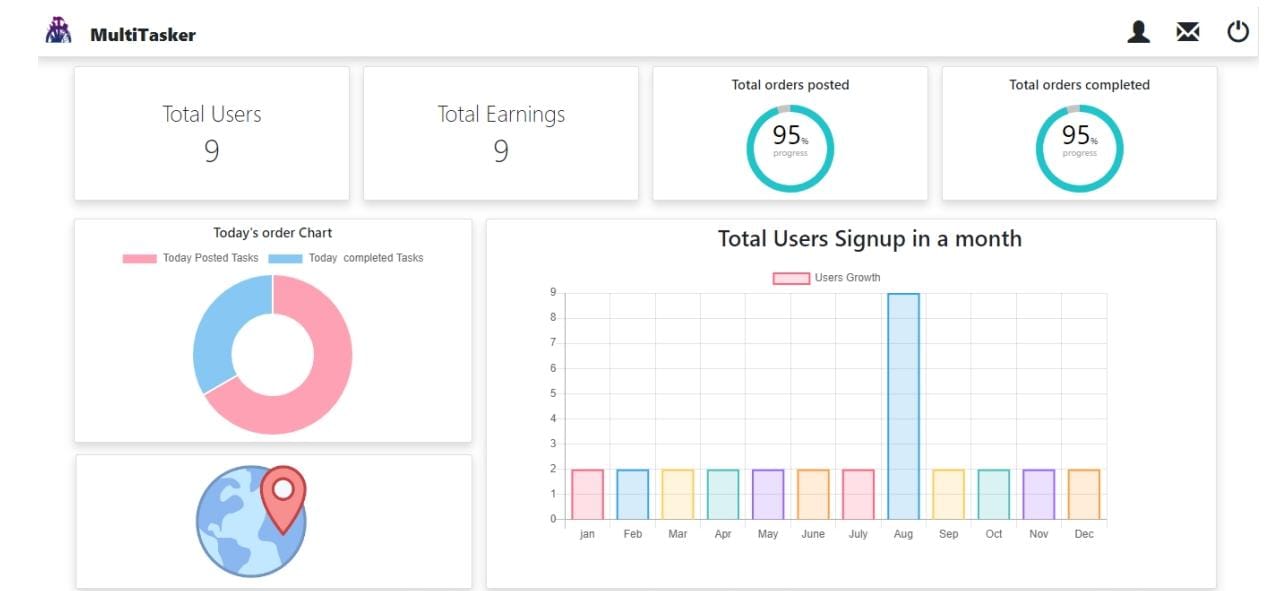 MultiTasker
Total Users
9
Total Earnings
9
Total orders posted
95%
progress
Total orders completed
95%
progress
Today's order Chart
Today Posted Tasks Today completed Tasks
Total Users Signup in a month
Users Growth
9
8
7
6
5
4
3
2
1
0
jan Feb Mar Apr May June July Aug Sep Oct Nov Dec